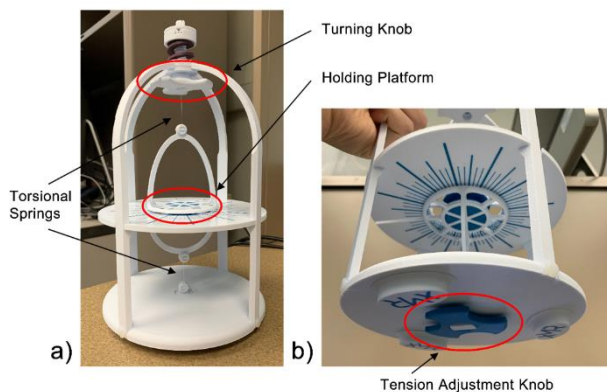 Turning Knob
Holding Platform
Torsional
Springs
a)
b)
Tension Adjustment Knob